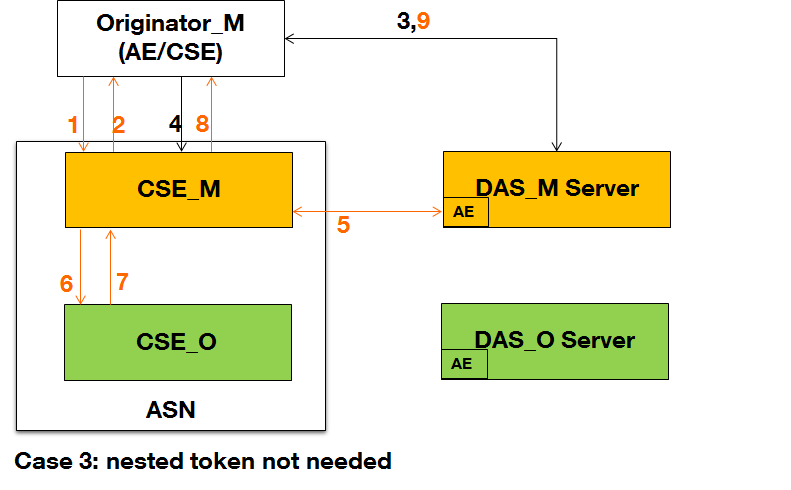 Originator_M
(AE/CSE)
3,9
1
2
4
8
CSE_M
DAS_M Server
AE
5
6
7
CSE_O
DAS_O Server
AE
ASN
Case 3: nested token not needed